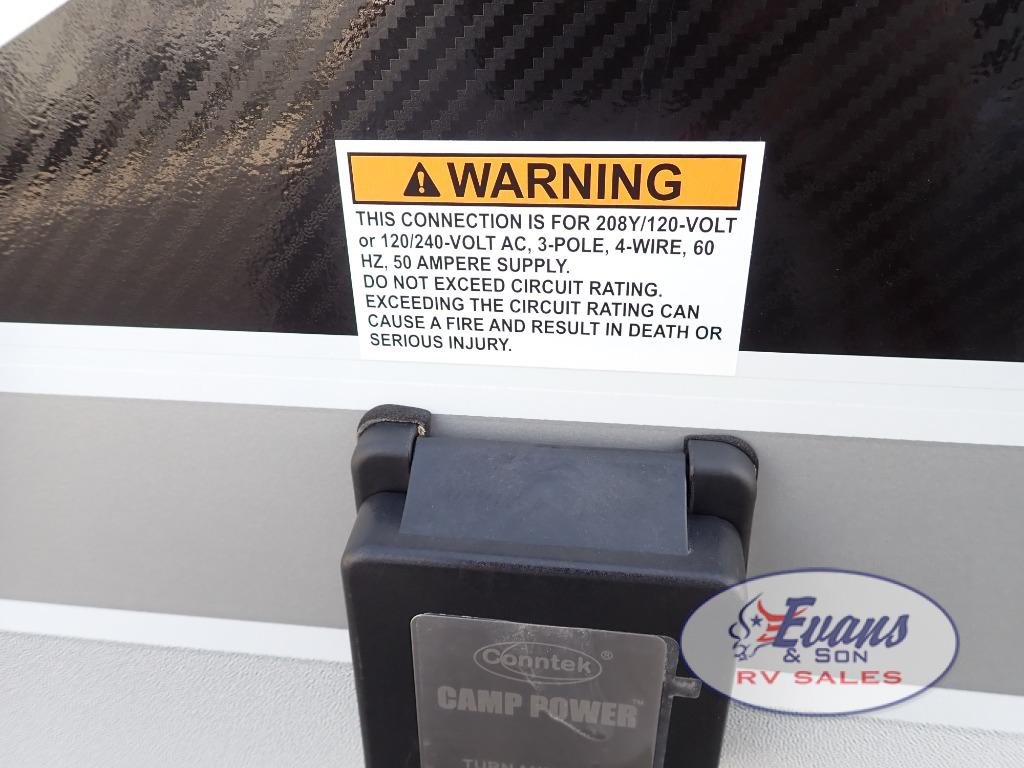 WARNING
THIS CONNECTION IS FOR 208Y/120-VOLT
or 120/240-VOLT AC, 3-POLE, 4-WIRE, 60
HZ, 50 AMPERE SUPPLY.
DO NOT EXCEED CIRCUIT RATING.
EXCEEDING THE CIRCUIT RATING CAN
CAUSE A FIRE AND RESULT IN DEATH OR
SERIOUS INJURY.
Conntek®
CAMP POWER™
TURN
Evans
& SON
RV SALES